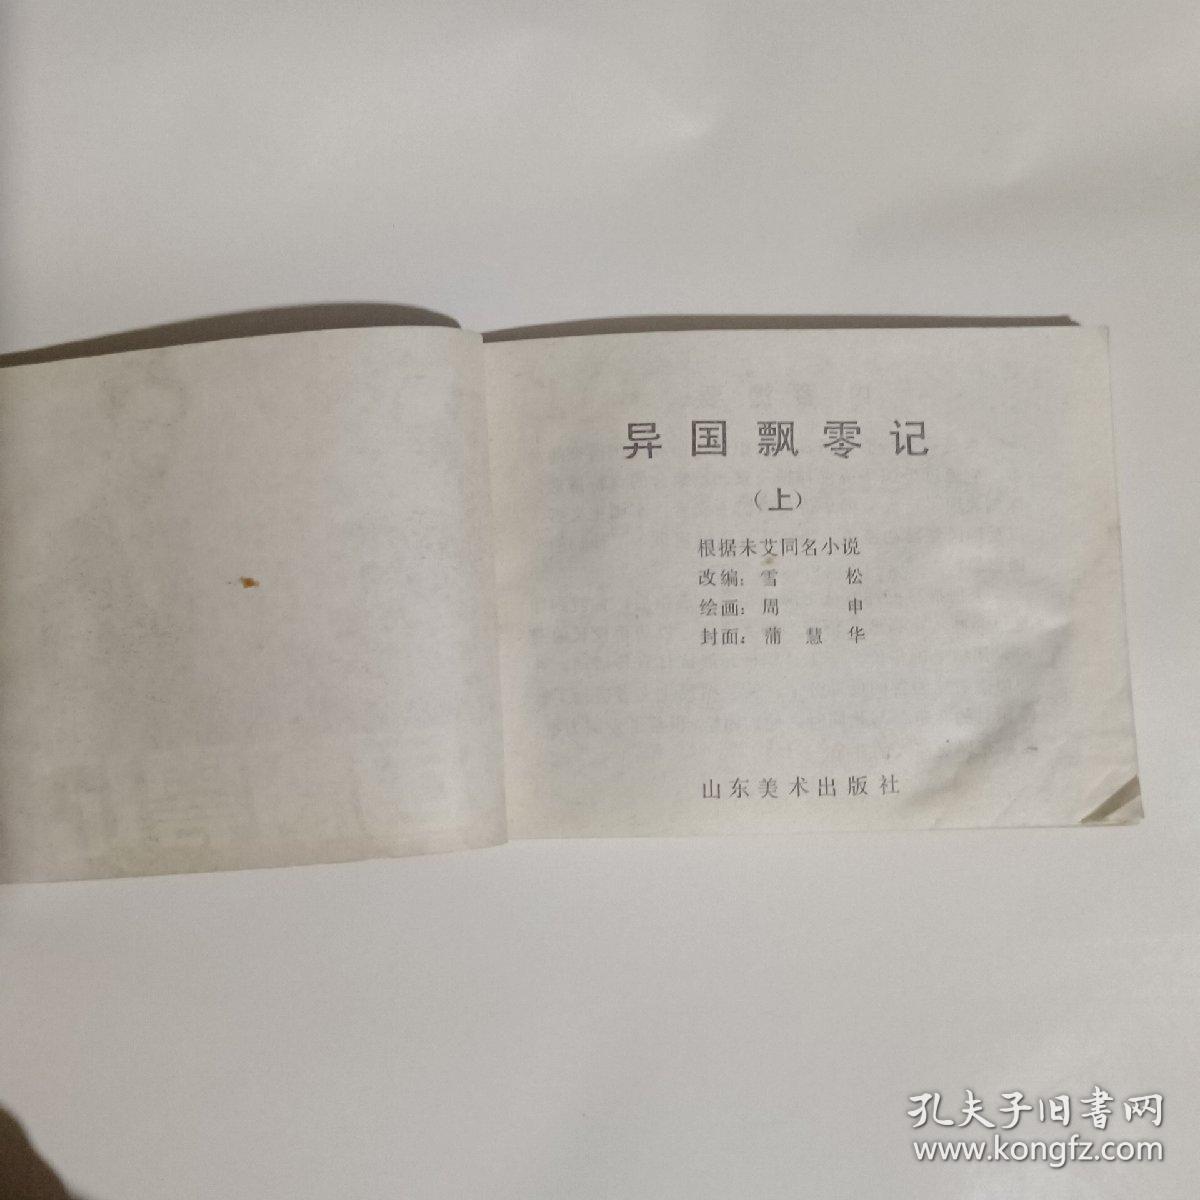 异国飘零记
（上）
根据未艾同名小说
改编：雪松
绘画：周申
封面：蒲慧华
山东美术出版社
孔夫子旧书网
www.kongfz.com